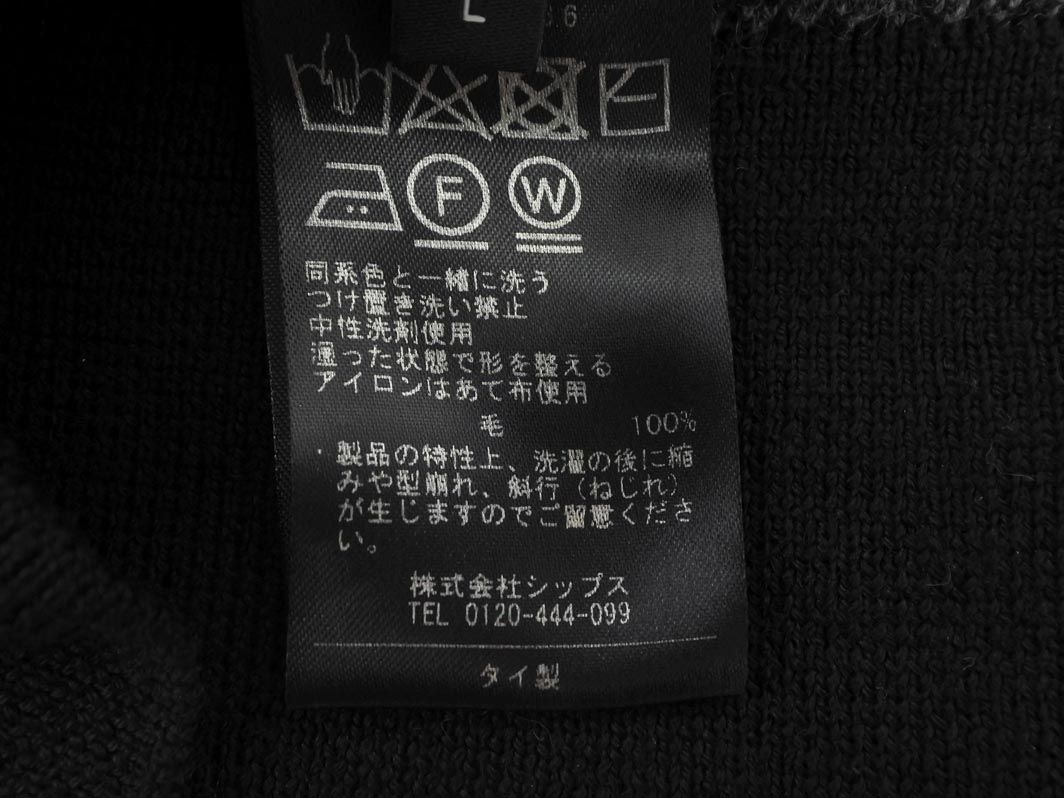 L
36
F W
同系色と一緒に洗う
つけ置き洗い禁止
中性洗剤使用
湿った状態で形を整える
アイロンはあて布使用
毛 100%
・製品の特性上、洗濯の後に縮
みや型崩れ、斜行（ねじれ）
が生じますのでご留意くださ
い。
株式会社シップス
TEL 0120-444-099
タイ製